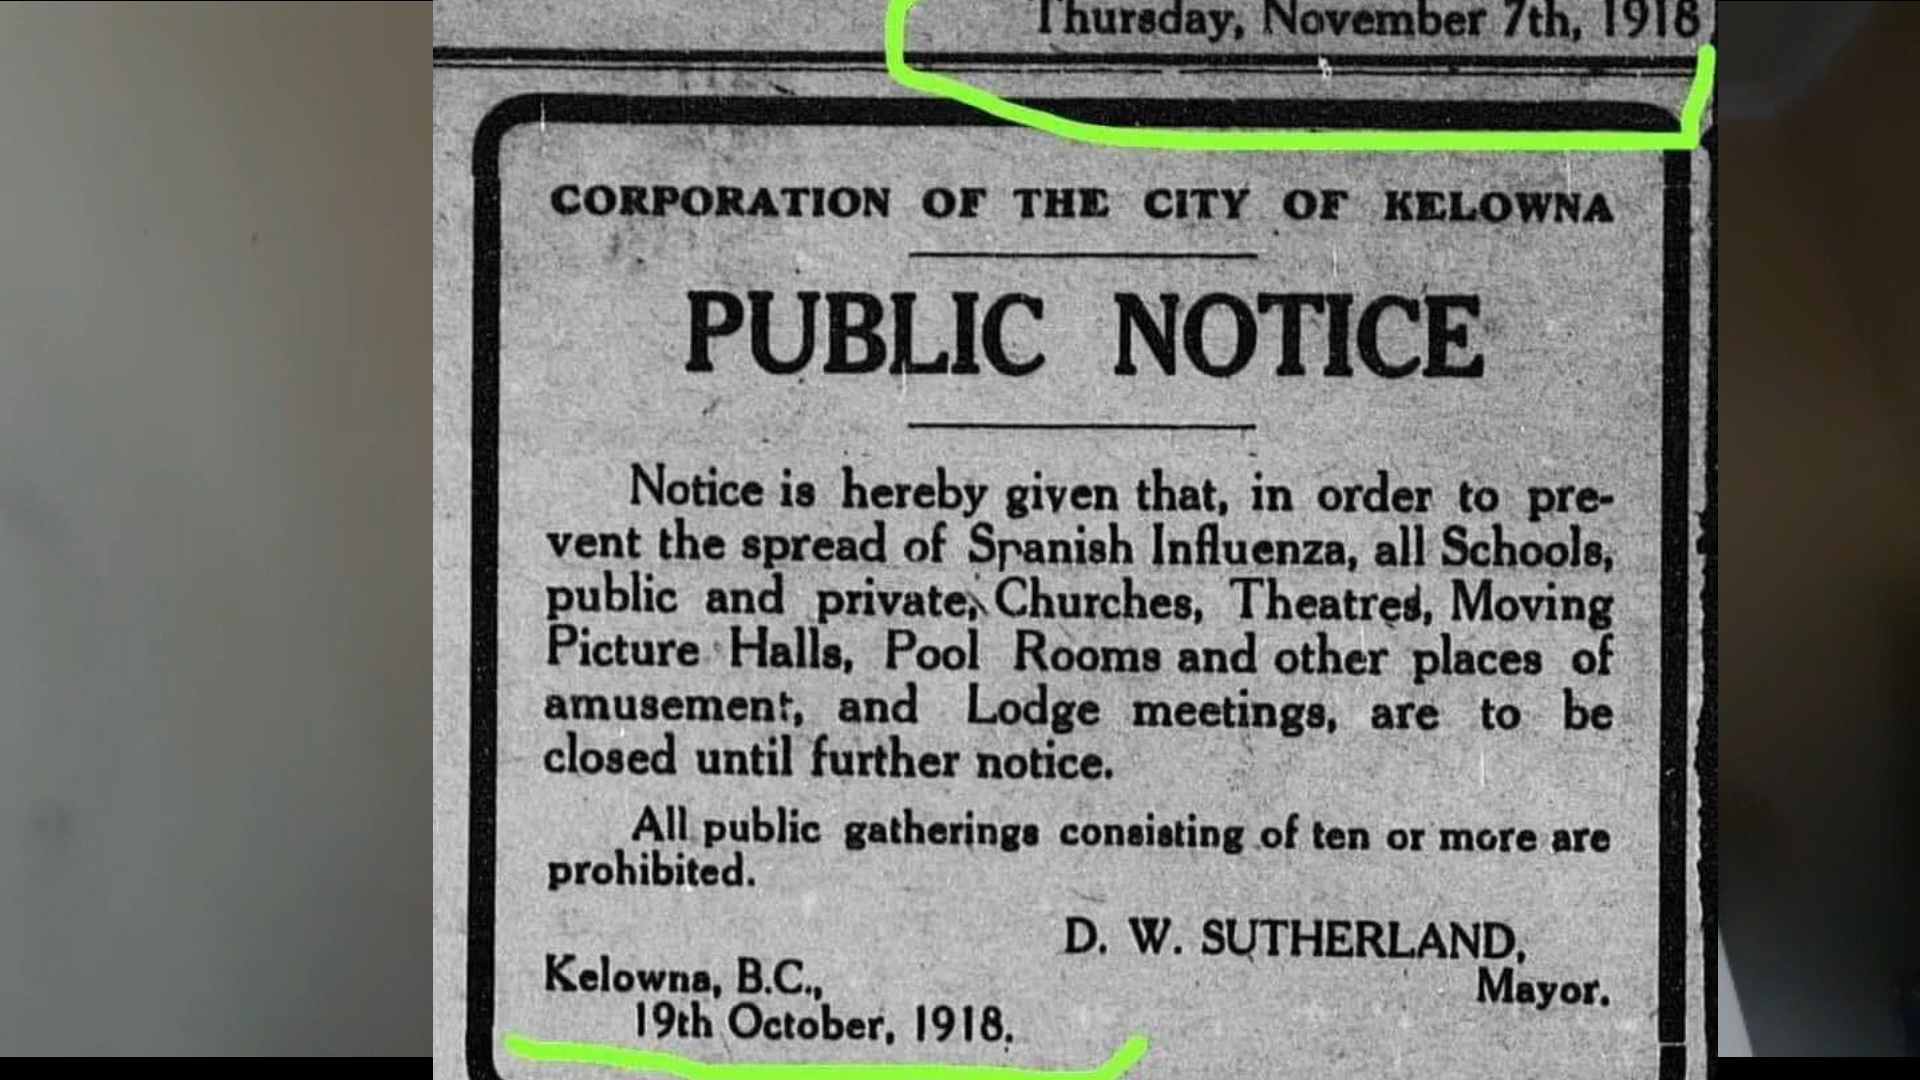 Thursday, November 7th, 1918
CORPORATION OF THE CITY OF KELOWNA
PUBLIC NOTICE
Notice is hereby given that, in order to pre-
vent the spread of Spanish Influenza, all Schools,
public and private, Churches, Theatres, Moving
Picture Halls, Pool Rooms and other places of
amusement, and Lodge meetings, are to be
closed until further notice.
All public gatherings consisting of ten or more are
prohibited.
D. W. SUTHERLAND,
Mayor.
Kelowna, B.C.,
19th October, 1918.